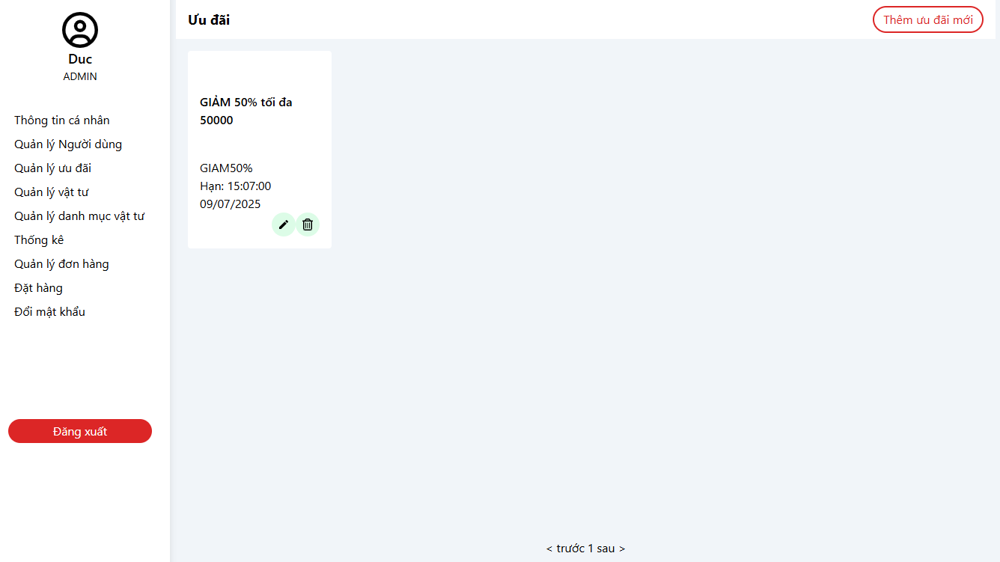 Duc
ADMIN
Thông tin cá nhân
Quản lý Người dùng
Quản lý ưu đãi
Quản lý vật tư
Quản lý danh mục vật tư
Thống kê
Quản lý đơn hàng
Đặt hàng
Đổi mật khẩu
Đăng xuất
Ưu đãi
Thêm ưu đãi mới
GIẢM 50% tối đa
50000
GIAM50%
Hạn: 15:07:00
09/07/2025
< trước 1 sau >